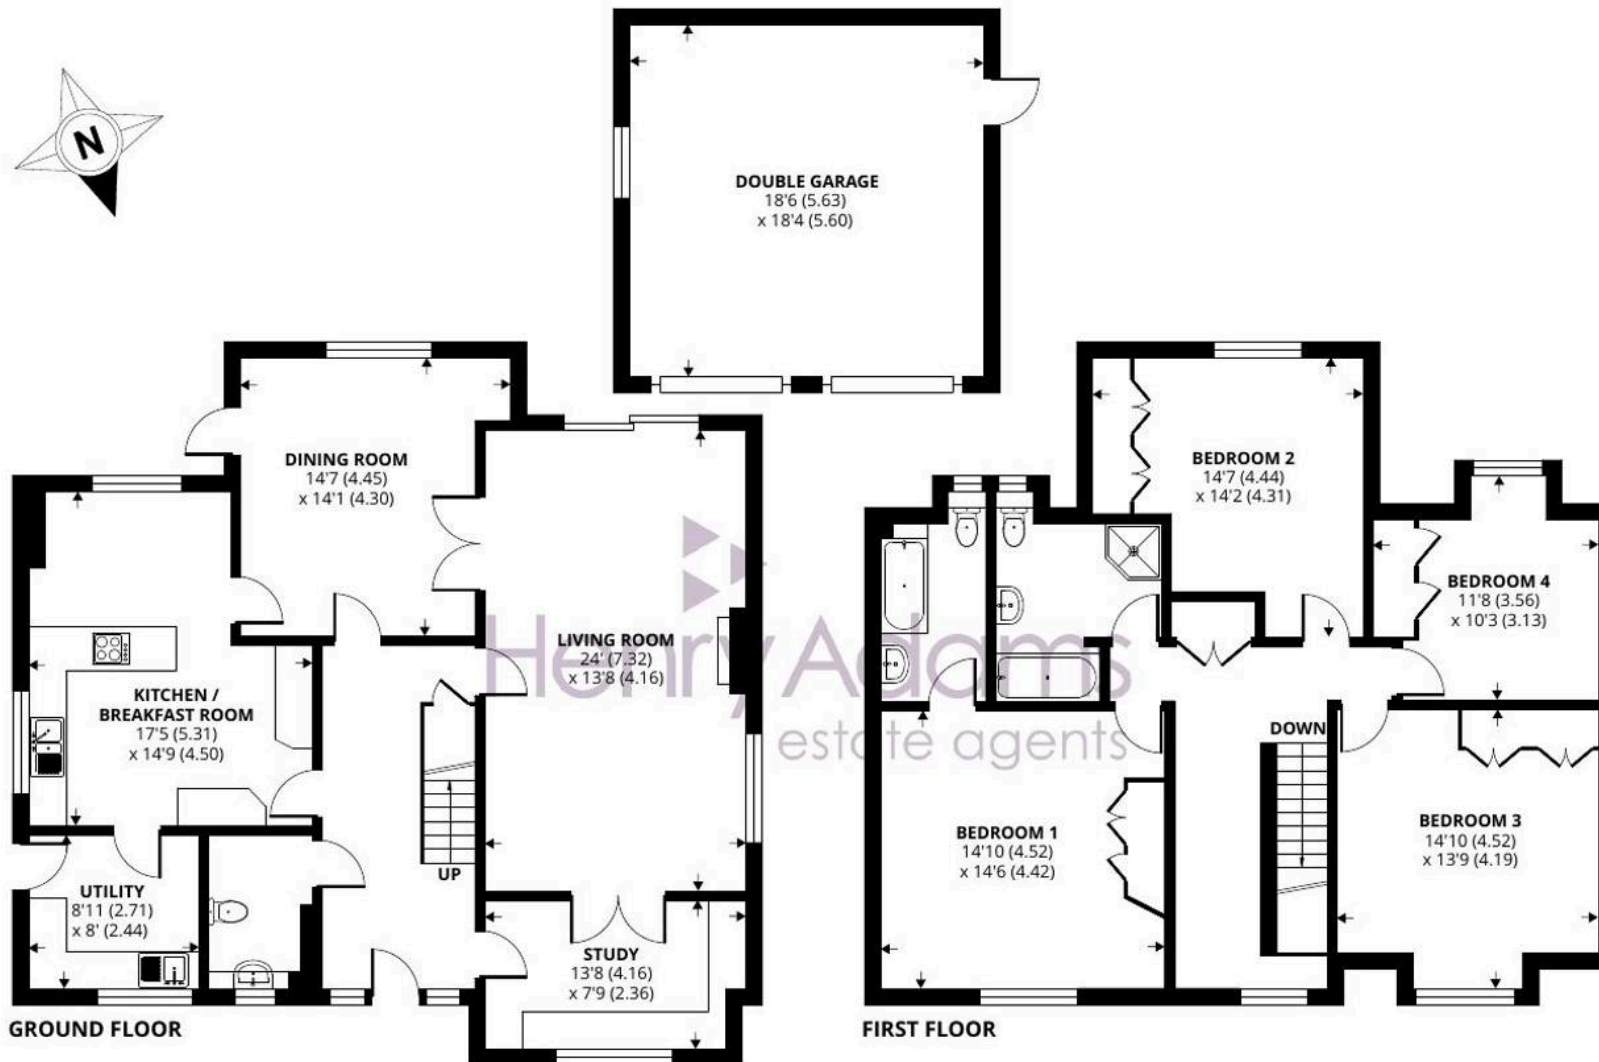 N
DOUBLE GARAGE
18'6 (5.63)
x 18'4 (5.60)
DINING ROOM
14'7 (4.45)
x 14'1 (4.30)
LIVING ROOM
24' (7.32)
x 13'8 (4.16)
KITCHEN /
BREAKFAST ROOM
17'5 (5.31)
x 14'9 (4.50)
UTILITY
8'11 (2.71)
x 8' (2.44)
UP
STUDY
13'8 (4.16)
x 7'9 (2.36)
GROUND FLOOR
BEDROOM 2
14'7 (4.44)
x 14'2 (4.31)
BEDROOM 4
11'8 (3.56)
x 10'3 (3.13)
DOWN
BEDROOM 1
14'10 (4.52)
x 14'6 (4.42)
BEDROOM 3
14'10 (4.52)
x 13'9 (4.19)
FIRST FLOOR
Henry Adams
estate agents